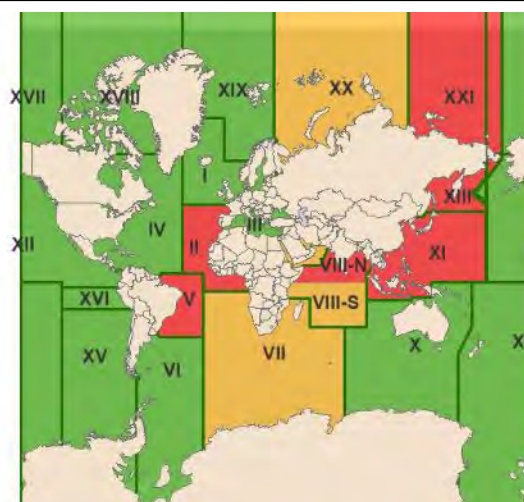 XVII XVIII XIX XX XXI
I XIII
IV III
XII II VIII-N XI
XVI V VIII-S
XV VI VII X X